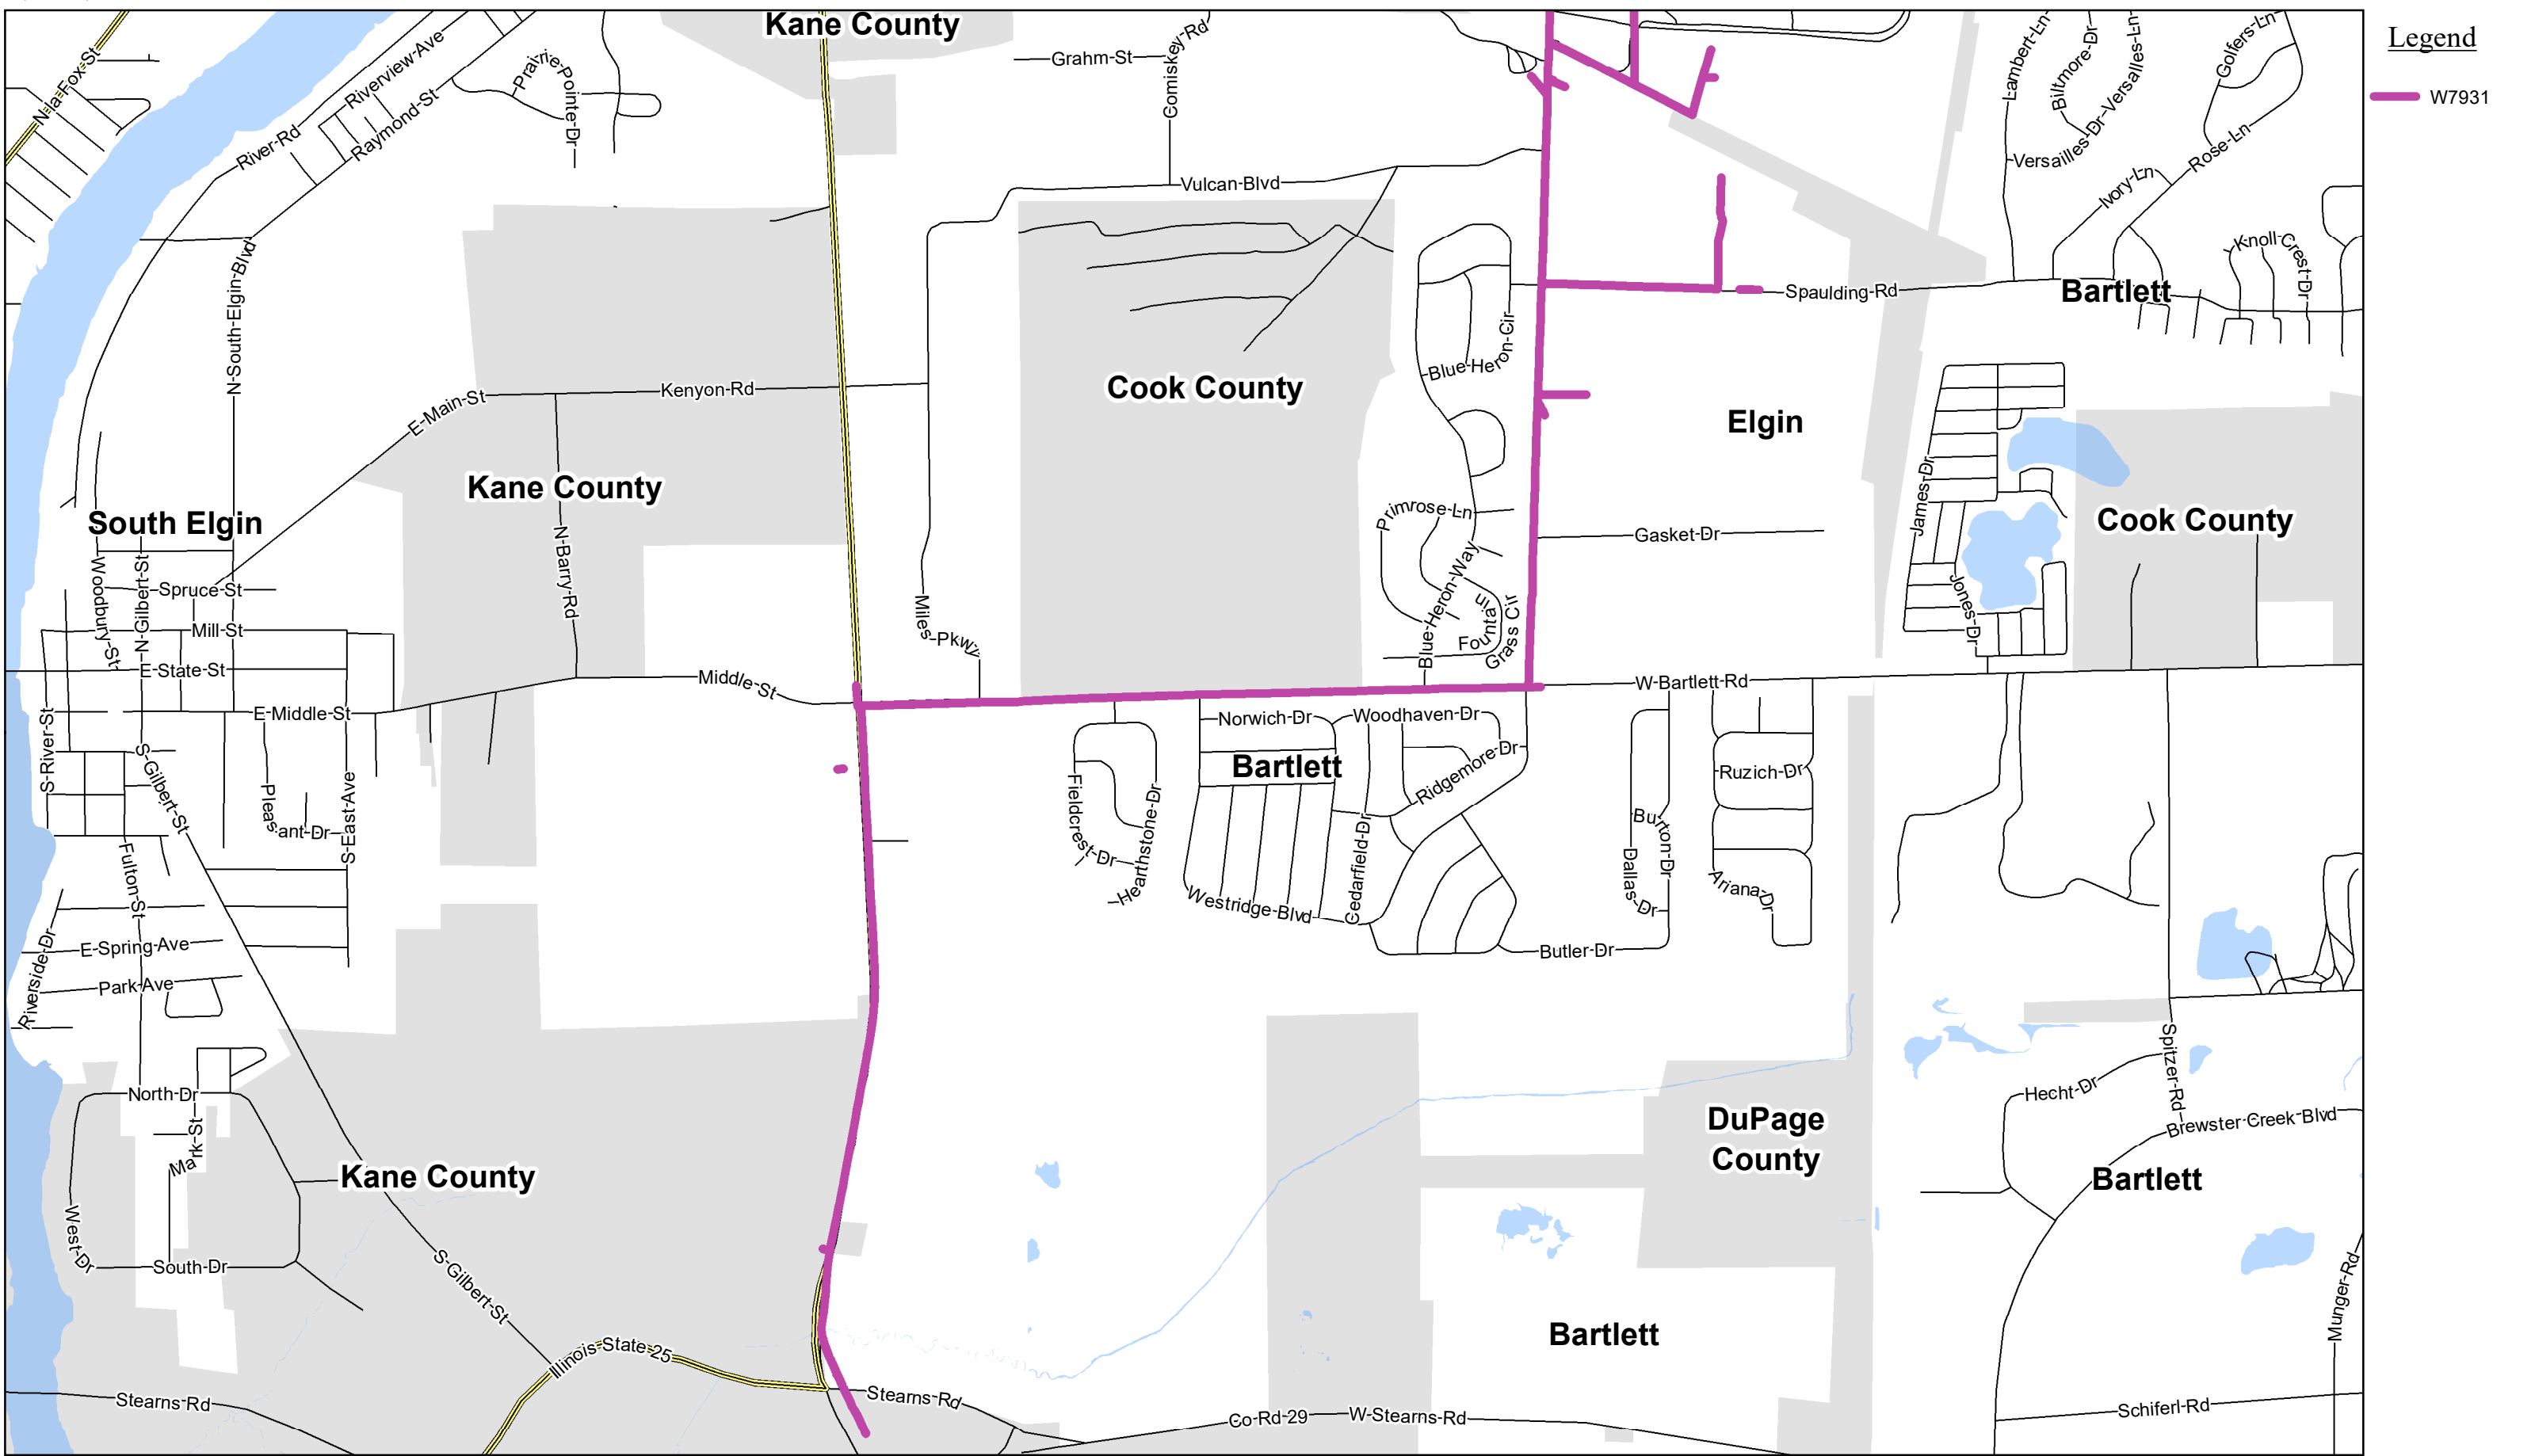 Kane County
Legend
W7931
N-la-Fox-St
Riverview-Ave
Raymond-St
River-Rd
Prairie-Pointe-Dr
Grahm-St
Comiskey-Rd
Vulcan-Blvd
Lambert-Ln
Biltmore-Dr
Versailles-Dr
Versalles-Ln
Golfers-Ln
Rose-Ln
Ivory-Ln
Knoll-Crest-Dr
N-South-Elgin-Blvd
Spaulding-Rd
Bartlett
E-Main-St
Kenyon-Rd
Cook County
Blue-Heron-Cir
Elgin
Kane County
South Elgin
N-Barry-Rd
Primrose-Ln
Gasket-Dr
James-Dr
Cook County
Woodbury-St
N-Gilbert-St
Spruce-St
Mill-St
E-State-St
Miles-Pkwy
Blue-Heron-Way
Fountain
Grass Cir
Jones-Dr
Middle-St
W-Bartlett-Rd
E-Middle-St
S-River-St
S-Gilbert-St
Pleasant-Dr
S-East-Ave
Norwich-Dr
Woodhaven-Dr
Bartlett
Ridgemore-Dr
Fieldcrest-Dr
Hearthstone-Dr
Westridge-Blvd
Cedarfield-Dr
Burton-Dr
Dallas-Dr
Ruzich-Dr
Ariana-Dr
Butler-Dr
Fulton-St
E-Spring-Ave
Park-Ave
Riverside-Dr
North-Dr
Mark-St
West-Dr
South-Dr
Kane County
S-Gilbert-St
Illinois State 25
Stearns-Rd
Stearns-Rd
DuPage
County
Spitzer-Rd
Hecht-Dr
Brewster-Creek-Blvd
Bartlett
Bartlett
Munger-Rd
Co-Rd-29
W-Stearns-Rd
Schiferl-Rd